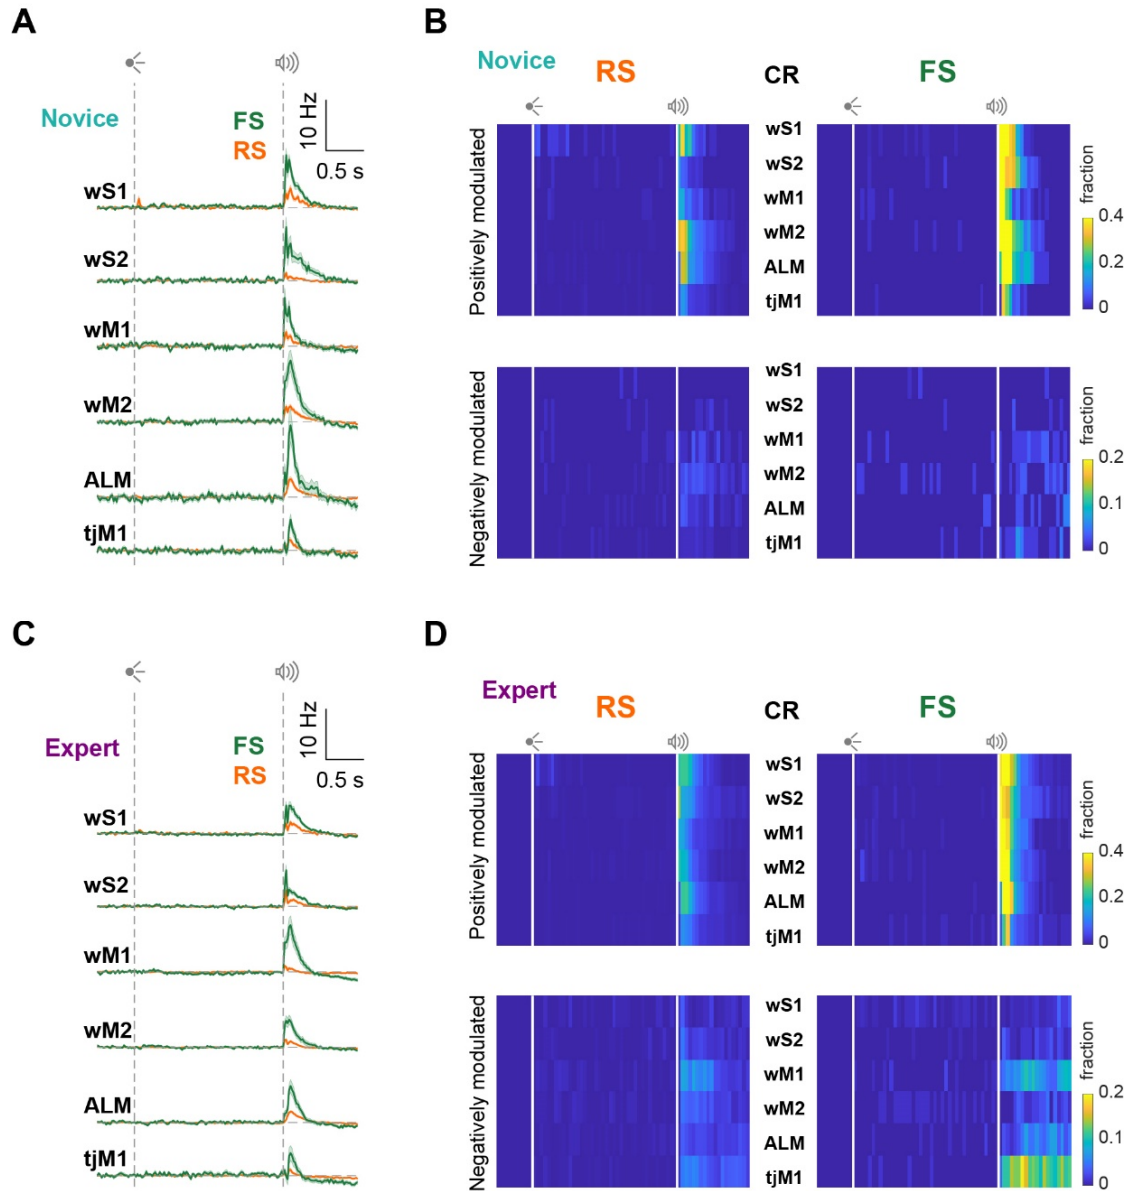 A
Novice
FS
RS
10 Hz
0.5 s
wS1
wS2
wM1
wM2
ALM
tjM1
B
Novice
RS
CR
FS
Positively modulated
wS1
wS2
wM1
wM2
ALM
tjM1
fraction
0.4
0.2
0
Negatively modulated
wS1
wS2
wM1
wM2
ALM
tjM1
fraction
0.2
0.1
0
C
Expert
FS
RS
10 Hz
0.5 s
wS1
wS2
wM1
wM2
ALM
tjM1
D
Expert
RS
CR
FS
Positively modulated
wS1
wS2
wM1
wM2
ALM
tjM1
fraction
0.4
0.2
0
Negatively modulated
wS1
wS2
wM1
wM2
ALM
tjM1
fraction
0.2
0.1
0